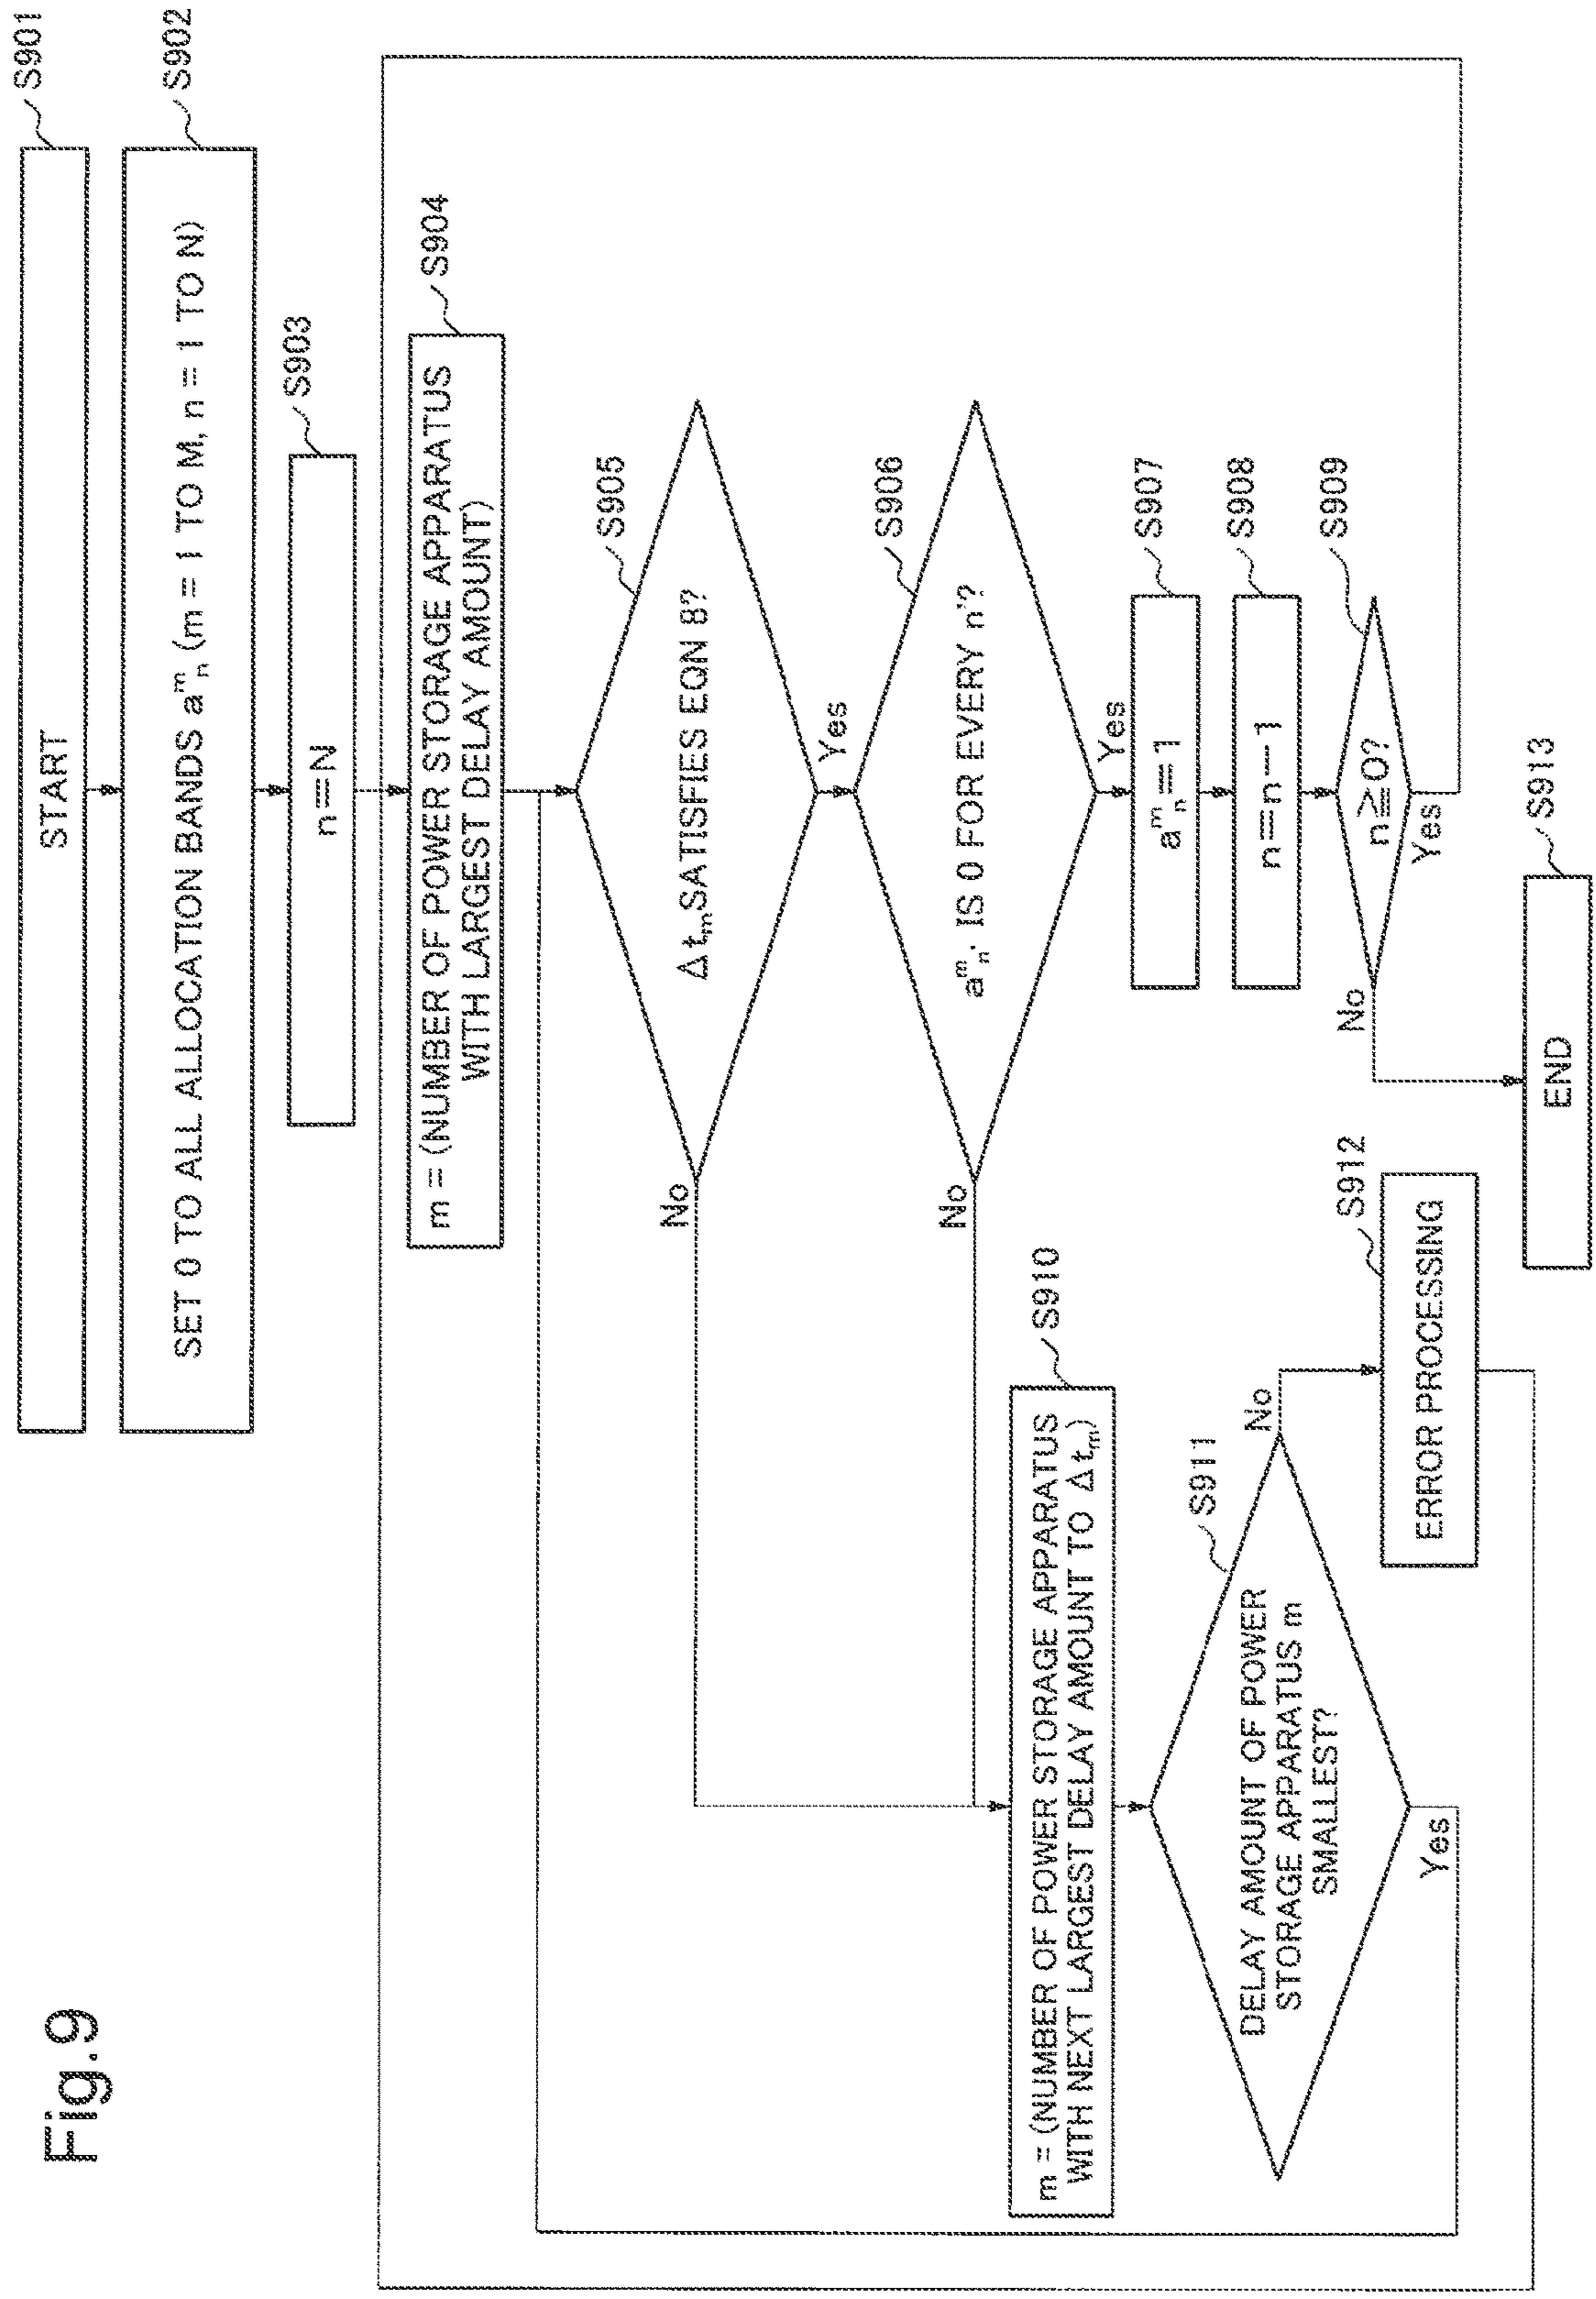 Fig.9
START
S901
SET 0 TO ALL ALLOCATION BANDS a^m_n (m = 1 TO M, n = 1 TO N)
S902
n=N
S903
m = (NUMBER OF POWER STORAGE APPARATUS
WITH LARGEST DELAY AMOUNT)
S904
Δt_m SATISFIES EQN 8?
S905
No
Yes
a^m_n' IS 0 FOR EVERY n'?
S906
No
Yes
a^m_n=1
S907
n=n-1
S908
n≧0?
S909
No
Yes
m = (NUMBER OF POWER STORAGE APPARATUS
WITH NEXT LARGEST DELAY AMOUNT TO Δt_m)
S910
DELAY AMOUNT OF POWER
STORAGE APPARATUS m
SMALLEST?
S911
No
Yes
ERROR PROCESSING
S912
END
S913